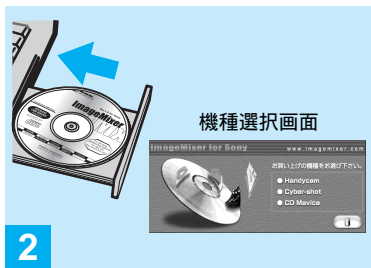 ImageMixer
機種選択画面
ImageMixer for Sony
www.imagemixer.com
お買い上げの機種をお選び下さい。
● Handycam
● Cyber-shot
● CD Mavica
2